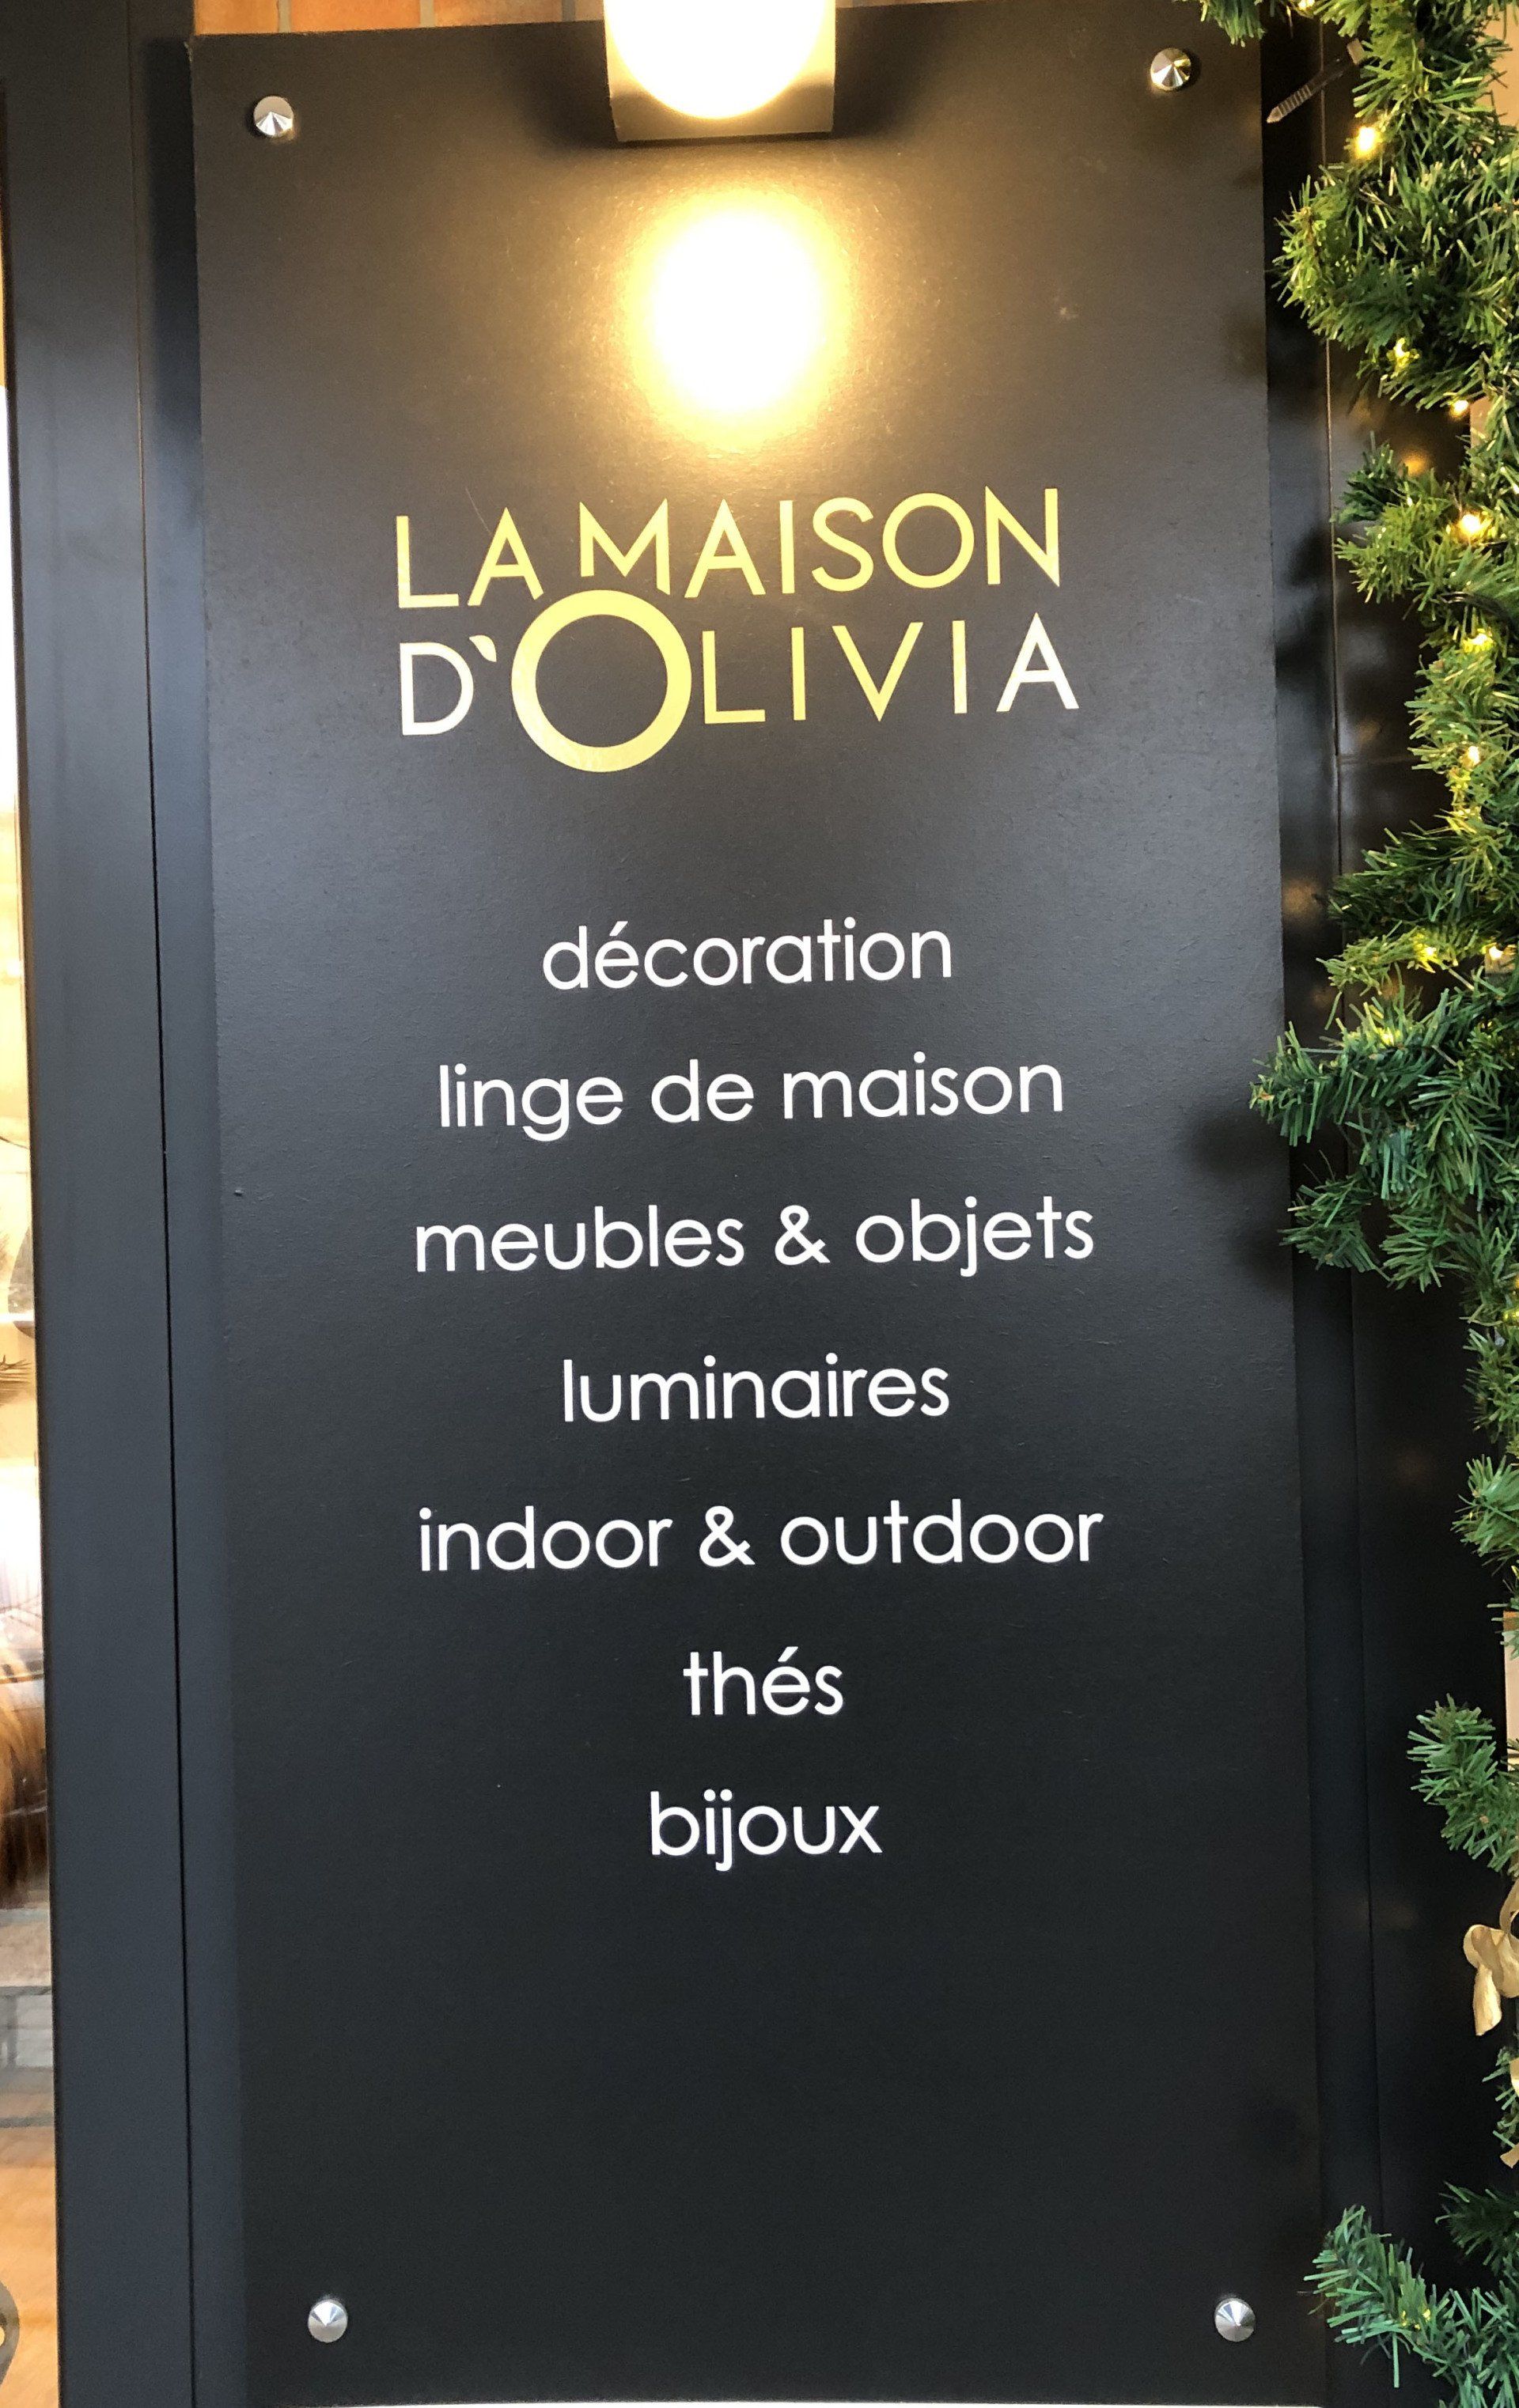 LA MAISON
D'OLIVIA
décoration
linge de maison
meubles & objets
luminaires
indoor & outdoor
thés
bijoux